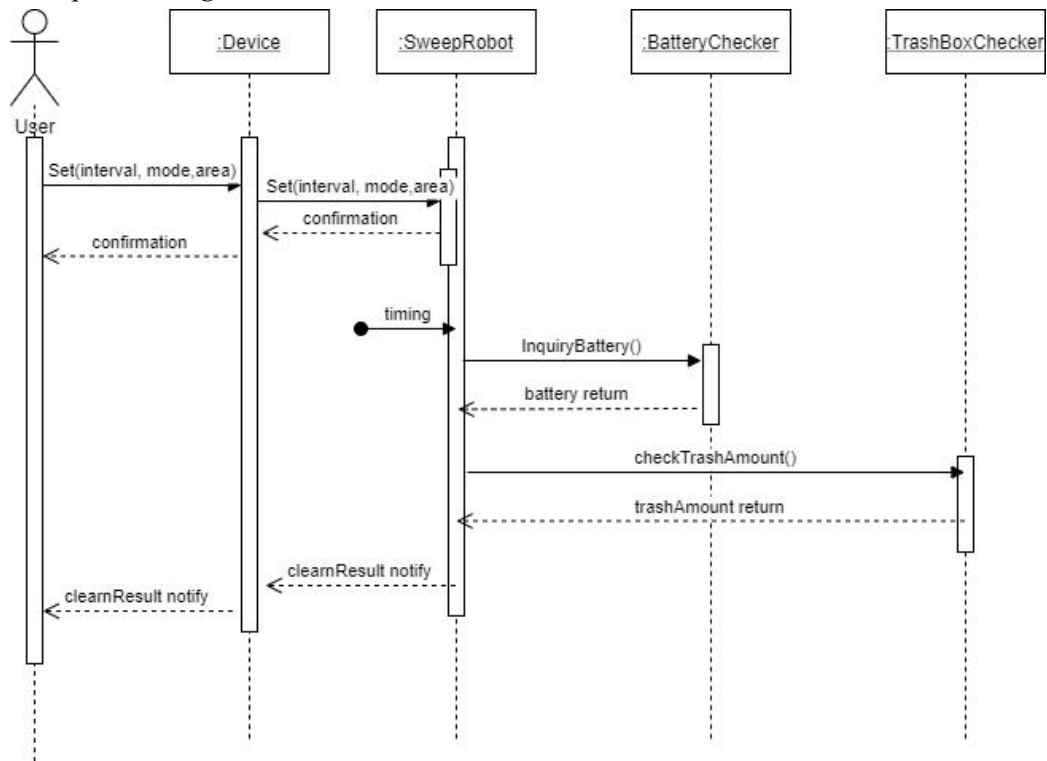 :Device
:SweepRobot
:BatteryChecker
:TrashBoxChecker
User
Set(interval, mode,area)
Set(interval, mode,area)
confirmation
confirmation
timing
InquiryBattery()
battery return
checkTrashAmount()
trashAmount return
clearnResult notify
clearnResult notify